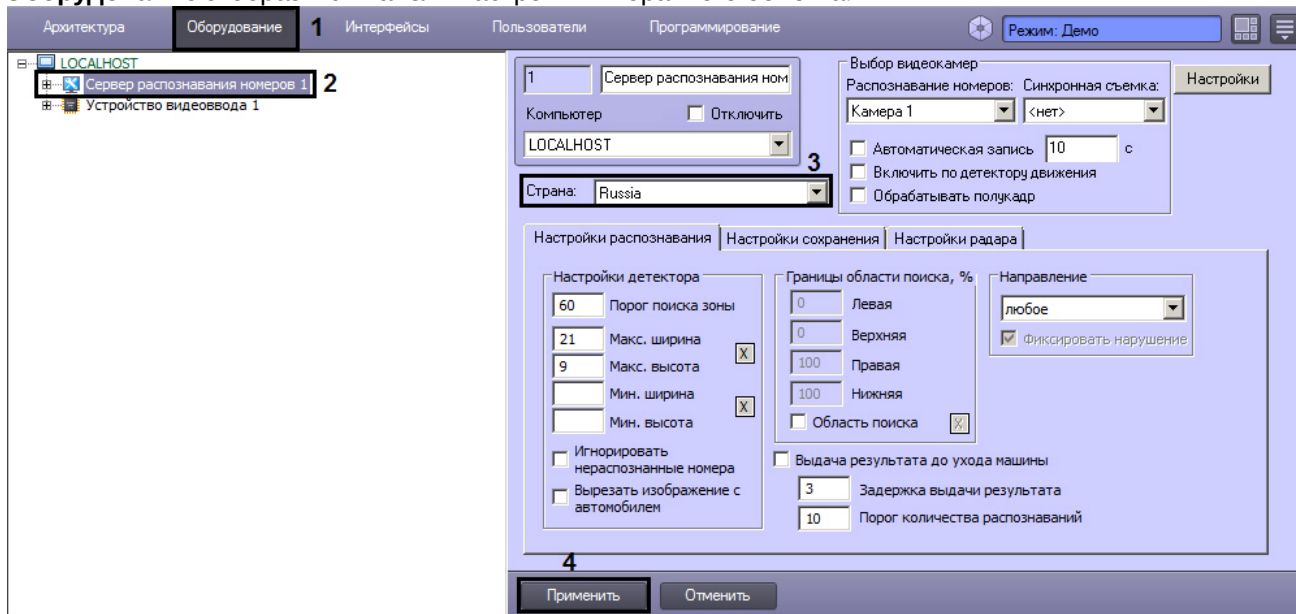 Архитектура Оборудование 1 Интерфейсы Пользователи Программирование Режим: Демо
LOCALHOST
Сервер распознавания номеров 1 2
Устройство видеоввода 1
1 Сервер распознавания ном
Компьютер Отключить
LOCALHOST
3
Страна: Russia
Выбор видеокамер
Распознавание номеров: Синхронная съемка:
Камера 1 <нет>
Автоматическая запись 10 с
Включить по детектору движения
Обрабатывать полукадр
Настройки
Настройки распознавания Настройки сохранения Настройки радара
Настройки детектора
60 Порог поиска зоны
21 Макс. ширина
X
9 Макс. высота
Мин. ширина
X
Мин. высота
Игнорировать
нераспознанные номера
Вырезать изображение с
автомобилем
Границы области поиска, %
0 Левая
0 Верхняя
100 Правая
100 Нижняя
Область поиска X
Направление
любое
Фиксировать нарушение
Выдача результата до ухода машины
3 Задержка выдачи результата
10 Порог количества распознаваний
4
Применить Отменить